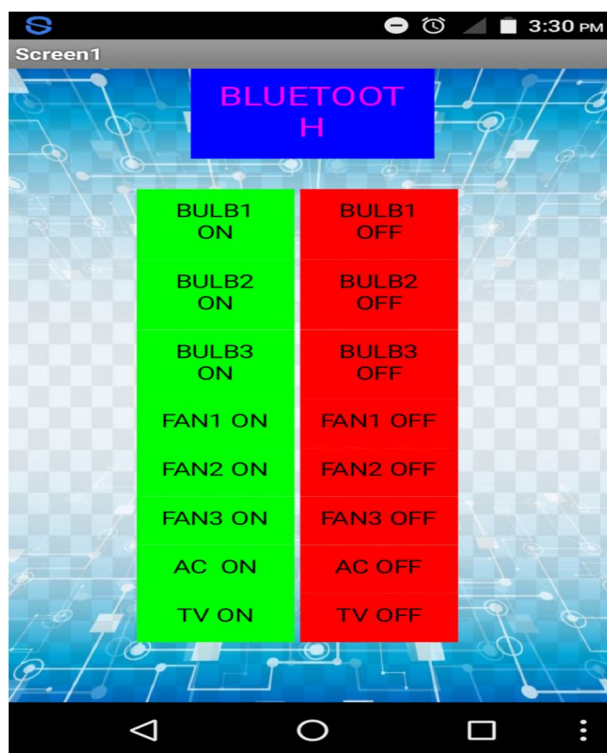 3:30 PM
Screen1
BLUETOOT
H
BULB1
ON
BULB1
OFF
BULB2
ON
BULB2
OFF
BULB3
ON
BULB3
OFF
FAN1 ON
FAN1 OFF
FAN2 ON
FAN2 OFF
FAN3 ON
FAN3 OFF
AC  ON
AC OFF
TV ON
TV OFF